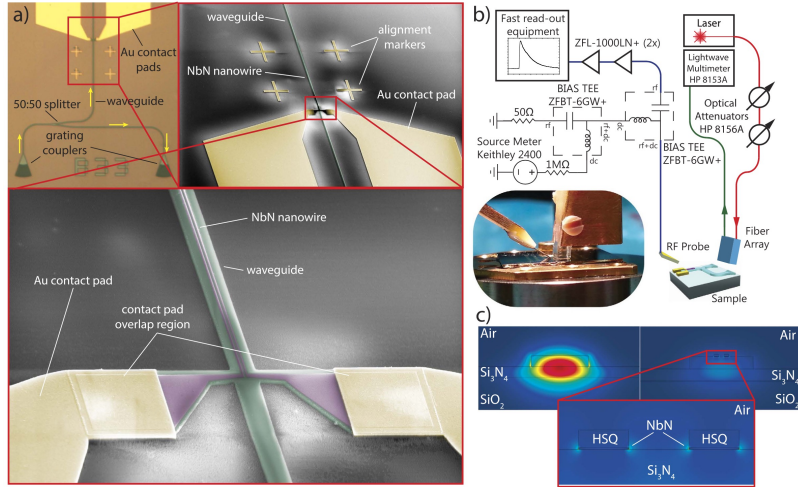 a)
Au contact
pads
waveguide
50:50 splitter
grating
couplers
waveguide
NbN nanowire
alignment
markers
Au contact pad
NbN nanowire
waveguide
Au contact pad
contact pad
overlap region
b)
Fast read-out
equipment
ZFL-1000LN+ (2x)
Laser
Lightwave
Multimeter
HP 8153A
Optical
Attenuators
HP 8156A
BIAS TEE
ZFBT-6GW+
50Ω
rf
rf+dc
dc
Source Meter
Keithley 2400
1MΩ
rf
dc
rf+dc
BIAS TEE
ZFBT-6GW+
RF Probe
Fiber
Array
Sample
c)
Air
Si₃N₄
SiO₂
Air
Si₃N₄
SiO₂
Air
NbN
HSQ
HSQ
Si₃N₄